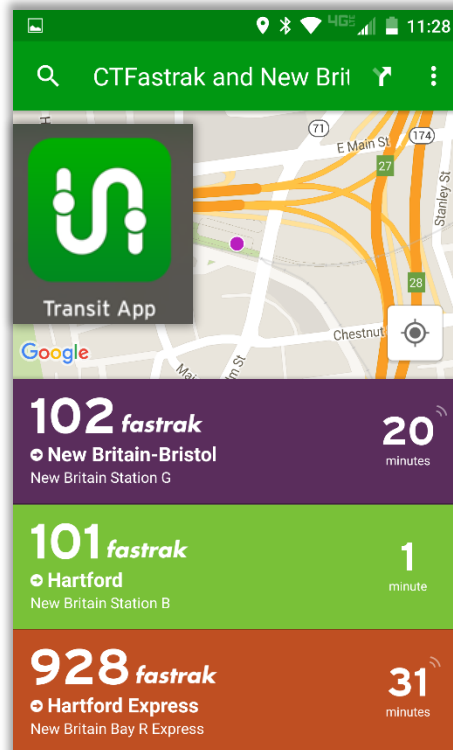 4G LTE 11:28
CTFastrak and New Brit
71
E Main St
174
27
Stanley St
28
Transit App
Chestnut
Google
102 fastrak
New Britain-Bristol
New Britain Station G
20
minutes
101 fastrak
Hartford
New Britain Station B
1
minute
928 fastrak
Hartford Express
New Britain Bay R Express
31
minutes